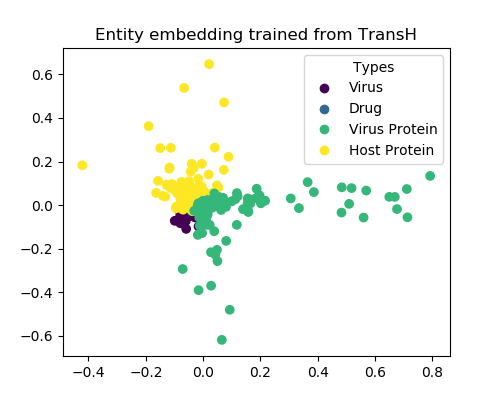 Entity embedding trained from TransH
Types
Virus
Drug
Virus Protein
Host Protein
0.6
0.4
0.2
0.0
−0.2
−0.4
−0.6
−0.4 −0.2 0.0 0.2 0.4 0.6 0.8